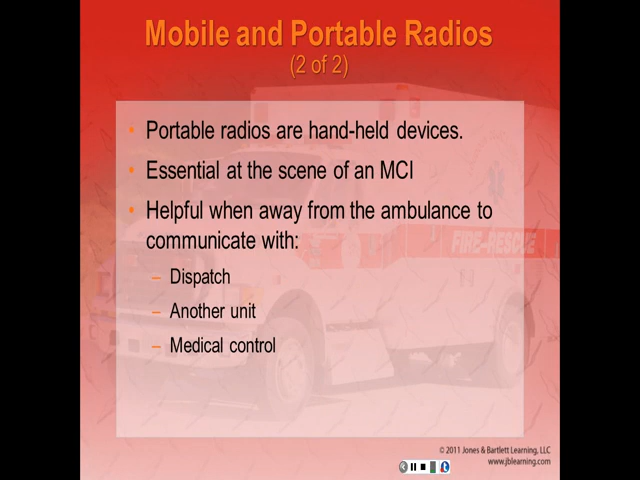 Mobile and Portable Radios
(2 of 2)
• Portable radios are hand-held devices.
• Essential at the scene of an MCI
• Helpful when away from the ambulance to
communicate with:
– Dispatch
– Another unit
– Medical control
FIRE-RESCUE
© 2011 Jones & Bartlett Learning, LLC
www.jblearning.com